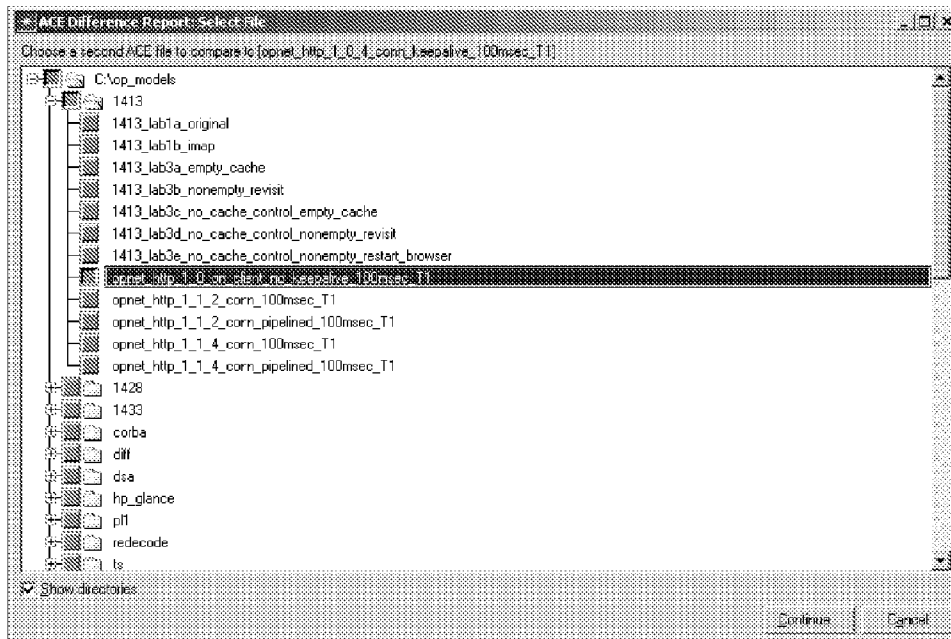 ACE Difference Report: Select File
Choose a second ACE file to compare to [opnet_http_1_0_4_conn_keepalive_100msec_T1]
C:\op_models
1413
1413_lab1a_original
1413_lab1b_imap
1413_lab3a_empty_cache
1413_lab3b_nonempty_revisit
1413_lab3c_no_cache_control_empty_cache
1413_lab3d_no_cache_control_nonempty_revisit
1413_lab3e_no_cache_control_nonempty_restart_browser
opnet_http_1_0_on_client_no_keepalive_100msec_T1
opnet_http_1_1_2_conn_100msec_T1
opnet_http_1_1_2_conn_pipelined_100msec_T1
opnet_http_1_1_4_conn_100msec_T1
opnet_http_1_1_4_conn_pipelined_100msec_T1
1428
1433
corba
diff
dsa
hp_glance
pl1
redecode
ts
Show directories
Continue Cancel